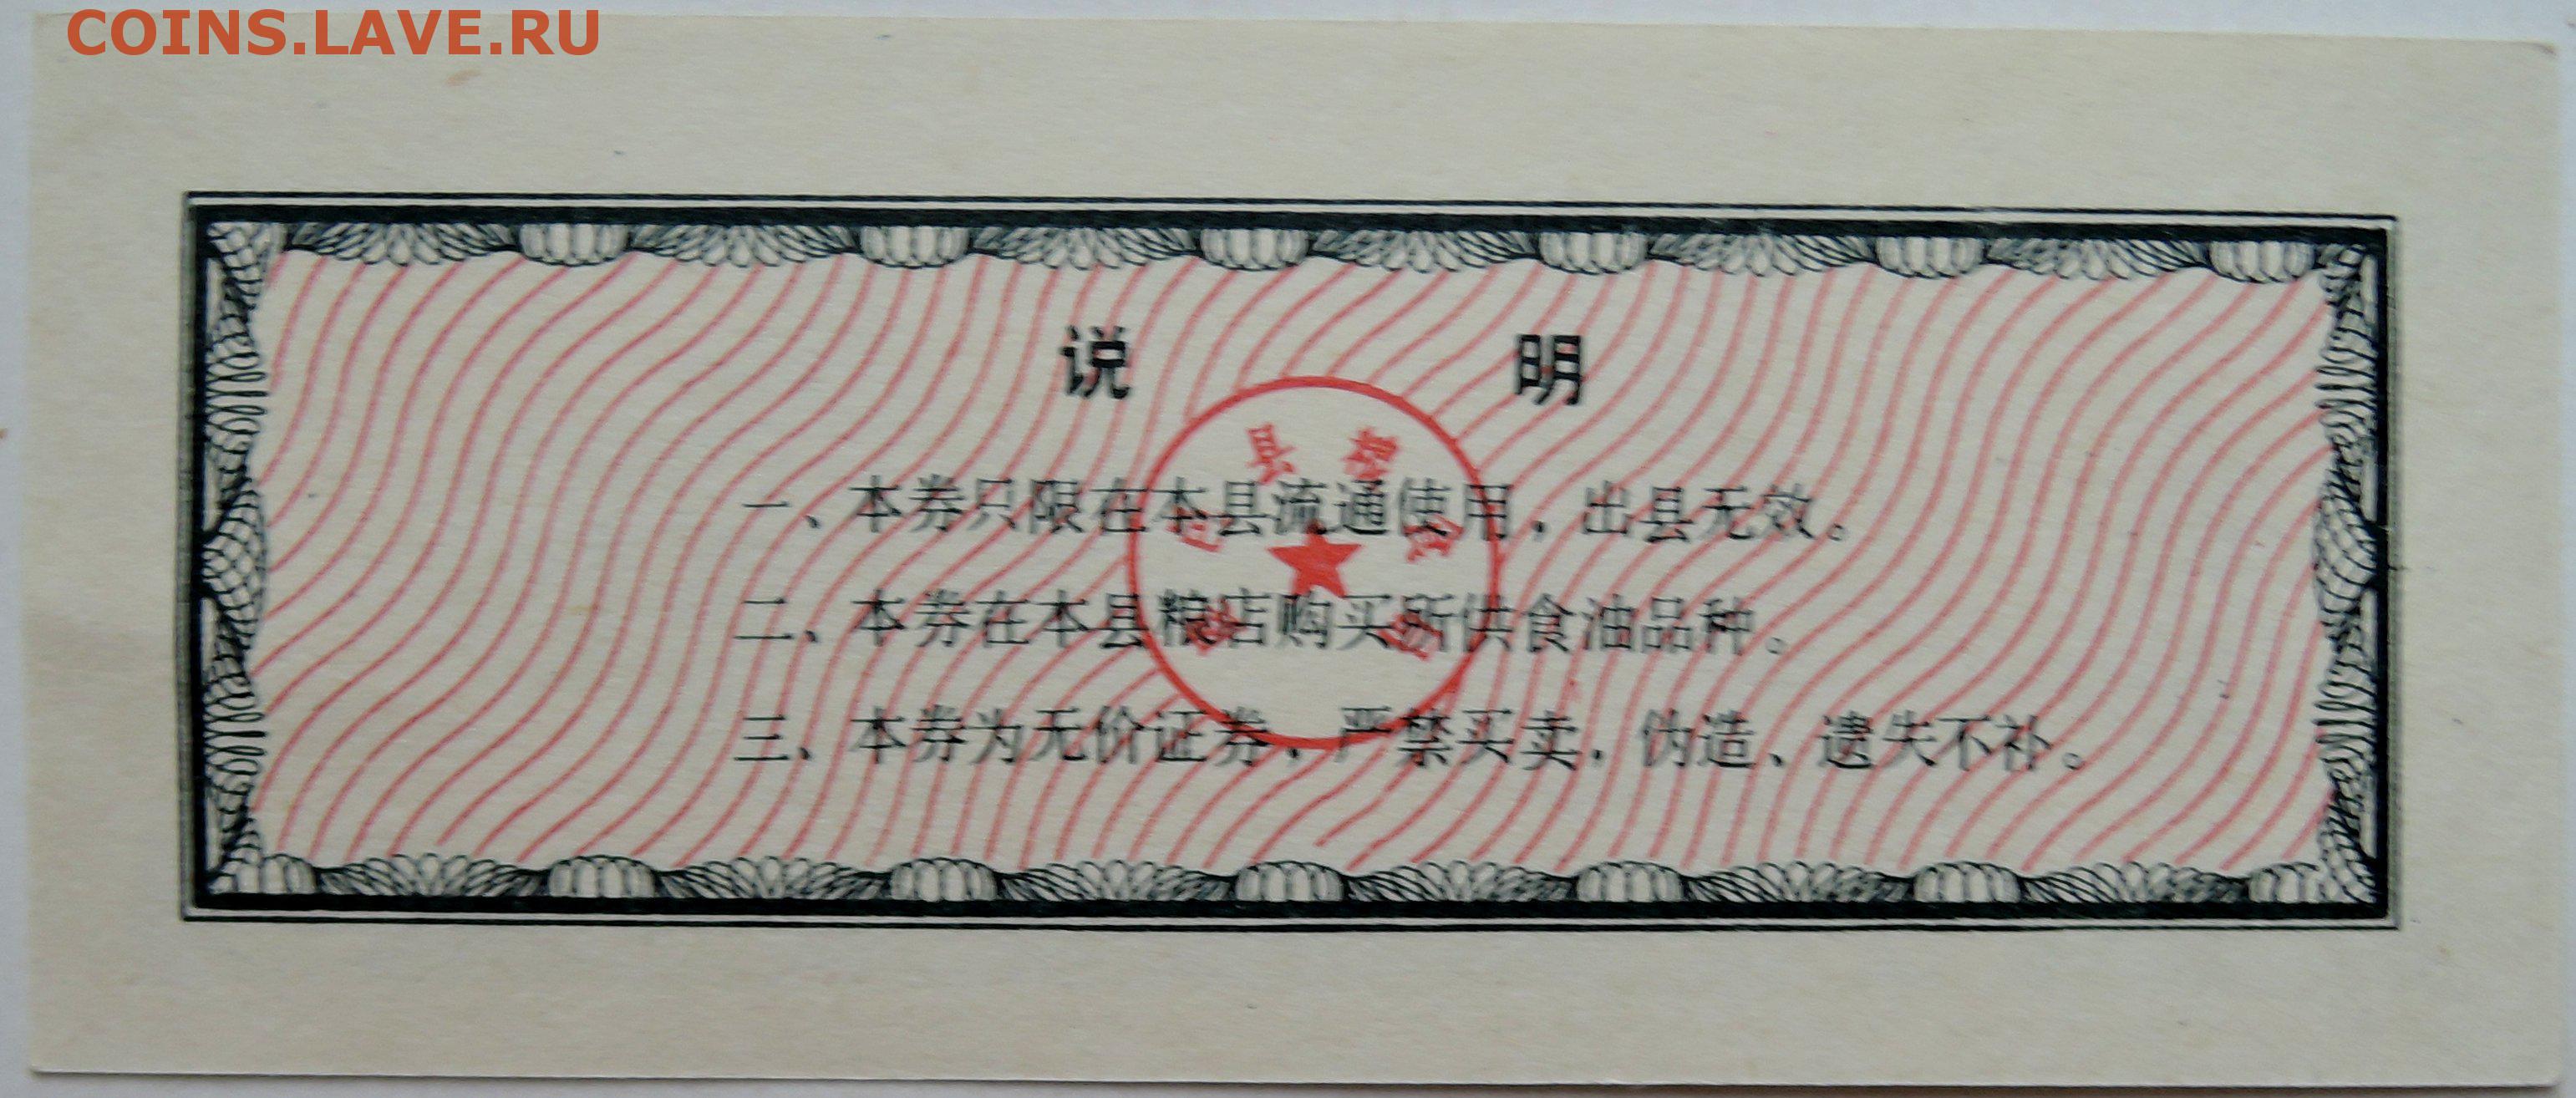 COINS.LAVE.RU
说 明
县 粮
一、本券只限在本县流通使用，出县无效。
二、本券在本县粮店购买所供食油品种。
三、本券为无价证券，严禁买卖，伪造、遗失不补。